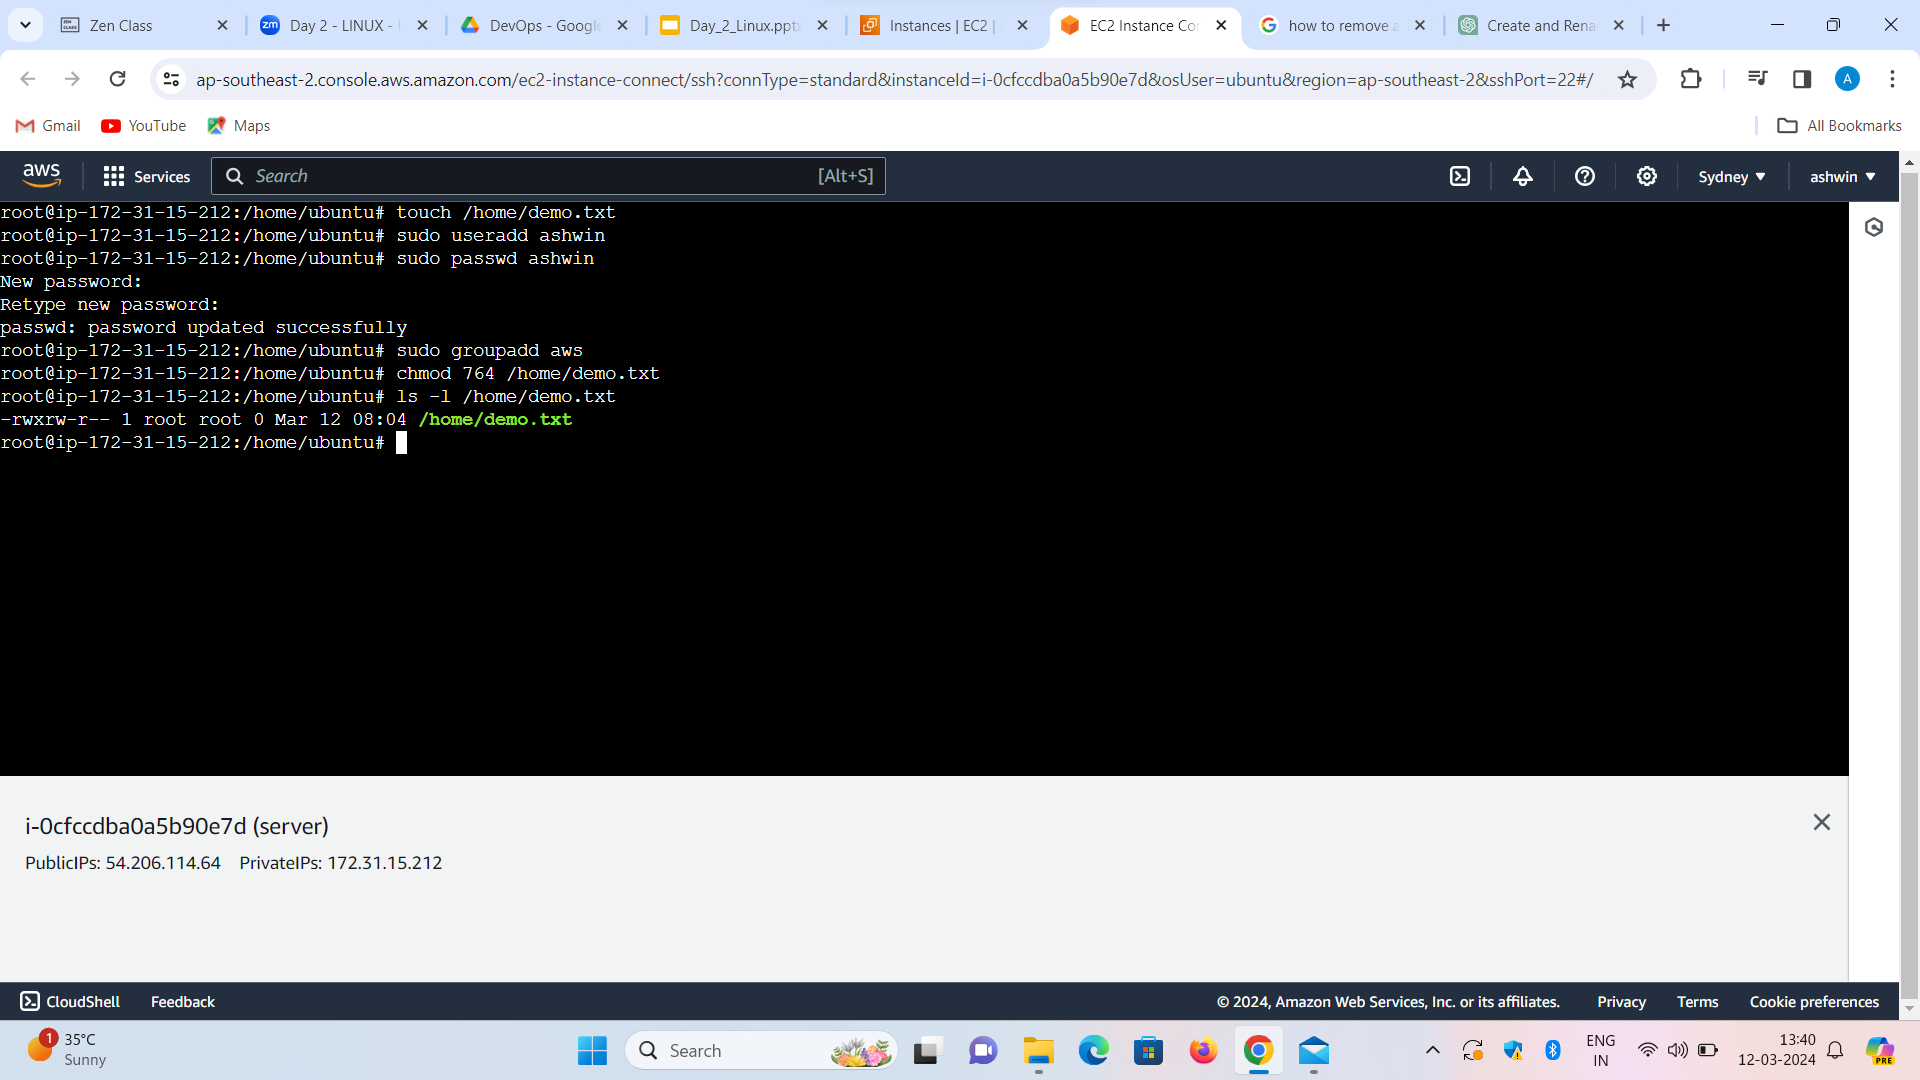 Zen Class
Day 2 - LINUX -
DevOps - Google
Day_2_Linux.pptx
Instances | EC2 |
EC2 Instance Con
how to remove a
Create and Rena
ap-southeast-2.console.aws.amazon.com/ec2-instance-connect/ssh?connType=standard&instanceId=i-0cfccdba0a5b90e7d&osUser=ubuntu&region=ap-southeast-2&sshPort=22#/
A
Gmail
YouTube
Maps
All Bookmarks
aws
Services
Search
[Alt+S]
Sydney
ashwin
root@ip-172-31-15-212:/home/ubuntu# touch /home/demo.txt
root@ip-172-31-15-212:/home/ubuntu# sudo useradd ashwin
root@ip-172-31-15-212:/home/ubuntu# sudo passwd ashwin
New password:
Retype new password:
passwd: password updated successfully
root@ip-172-31-15-212:/home/ubuntu# sudo groupadd aws
root@ip-172-31-15-212:/home/ubuntu# chmod 764 /home/demo.txt
root@ip-172-31-15-212:/home/ubuntu# ls -l /home/demo.txt
-rwxrw-r-- 1 root root 0 Mar 12 08:04 /home/demo.txt
root@ip-172-31-15-212:/home/ubuntu#
i-0cfccdba0a5b90e7d (server)
PublicIPs: 54.206.114.64 PrivateIPs: 172.31.15.212
CloudShell
Feedback
© 2024, Amazon Web Services, Inc. or its affiliates.
Privacy
Terms
Cookie preferences
1
35°C
Sunny
Search
ENG
IN
13:40
12-03-2024
PRE